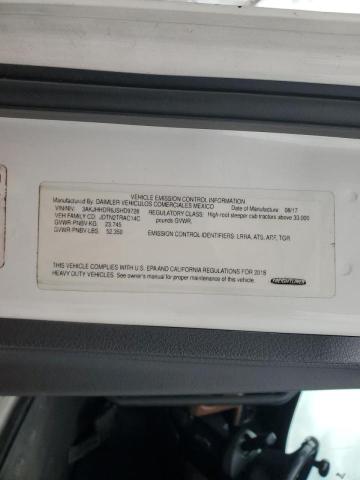 VEHICLE EMISSION CONTROL INFORMATION
Manufactured By: DAIMLER VEHICULOS COMERCIALES MEXICO Date of Manufacture 08/17
VIN/NIV: 3AKJHHDR6JSHD9728 REGULATORY CLASS: High-roof sleeper cab tractors above 33,000 pounds GVWR.
VEH FAMILY CD. JDTN2TRAC14C
GVWR PNBV-KG: 23,745
GVWR PNBV-LBS: 52,350 EMISSION CONTROL IDENTIFIERS: LRRA, ATS, ARF, TGR
THIS VEHICLE COMPLIES WITH U.S. EPA AND CALIFORNIA REGULATIONS FOR 2018
HEAVY DUTY VEHICLES. See owner's manual for proper maintenance of this vehicle.
FREIGHTLINER